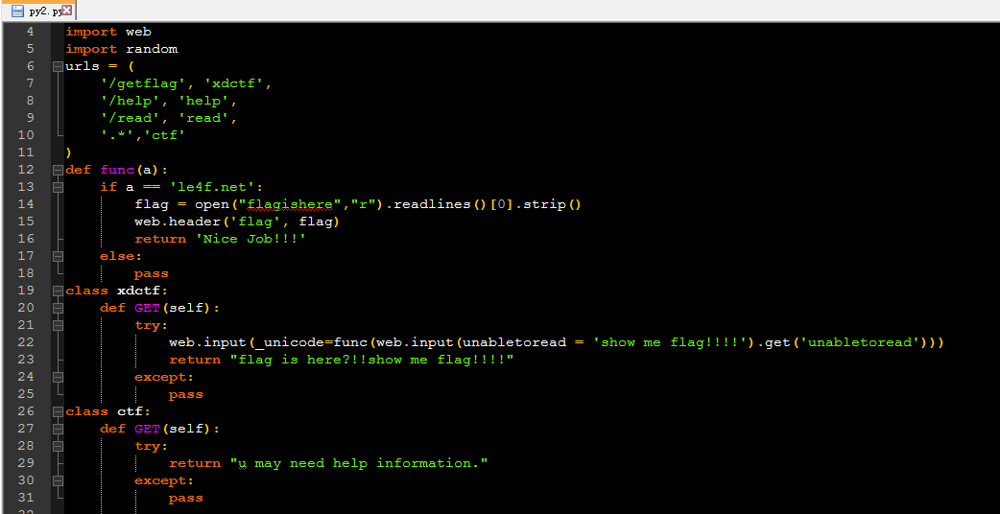 py2.py
4 import web
5 import random
6 urls = (
7     '/getflag', 'xdctf',
8     '/help', 'help',
9     '/read', 'read',
10     '.*','ctf'
11 )
12 def func(a):
13     if a == 'le4f.net':
14         flag = open("flagishere","r").readlines()[0].strip()
15         web.header('flag', flag)
16         return 'Nice Job!!!'
17     else:
18         pass
19 class xdctf:
20     def GET(self):
21         try:
22             web.input(_unicode=func(web.input(unabletoread = 'show me flag!!!!').get('unabletoread')))
23             return "flag is here?!!show me flag!!!!"
24         except:
25             pass
26 class ctf:
27     def GET(self):
28         try:
29             return "u may need help information."
30         except:
31             pass